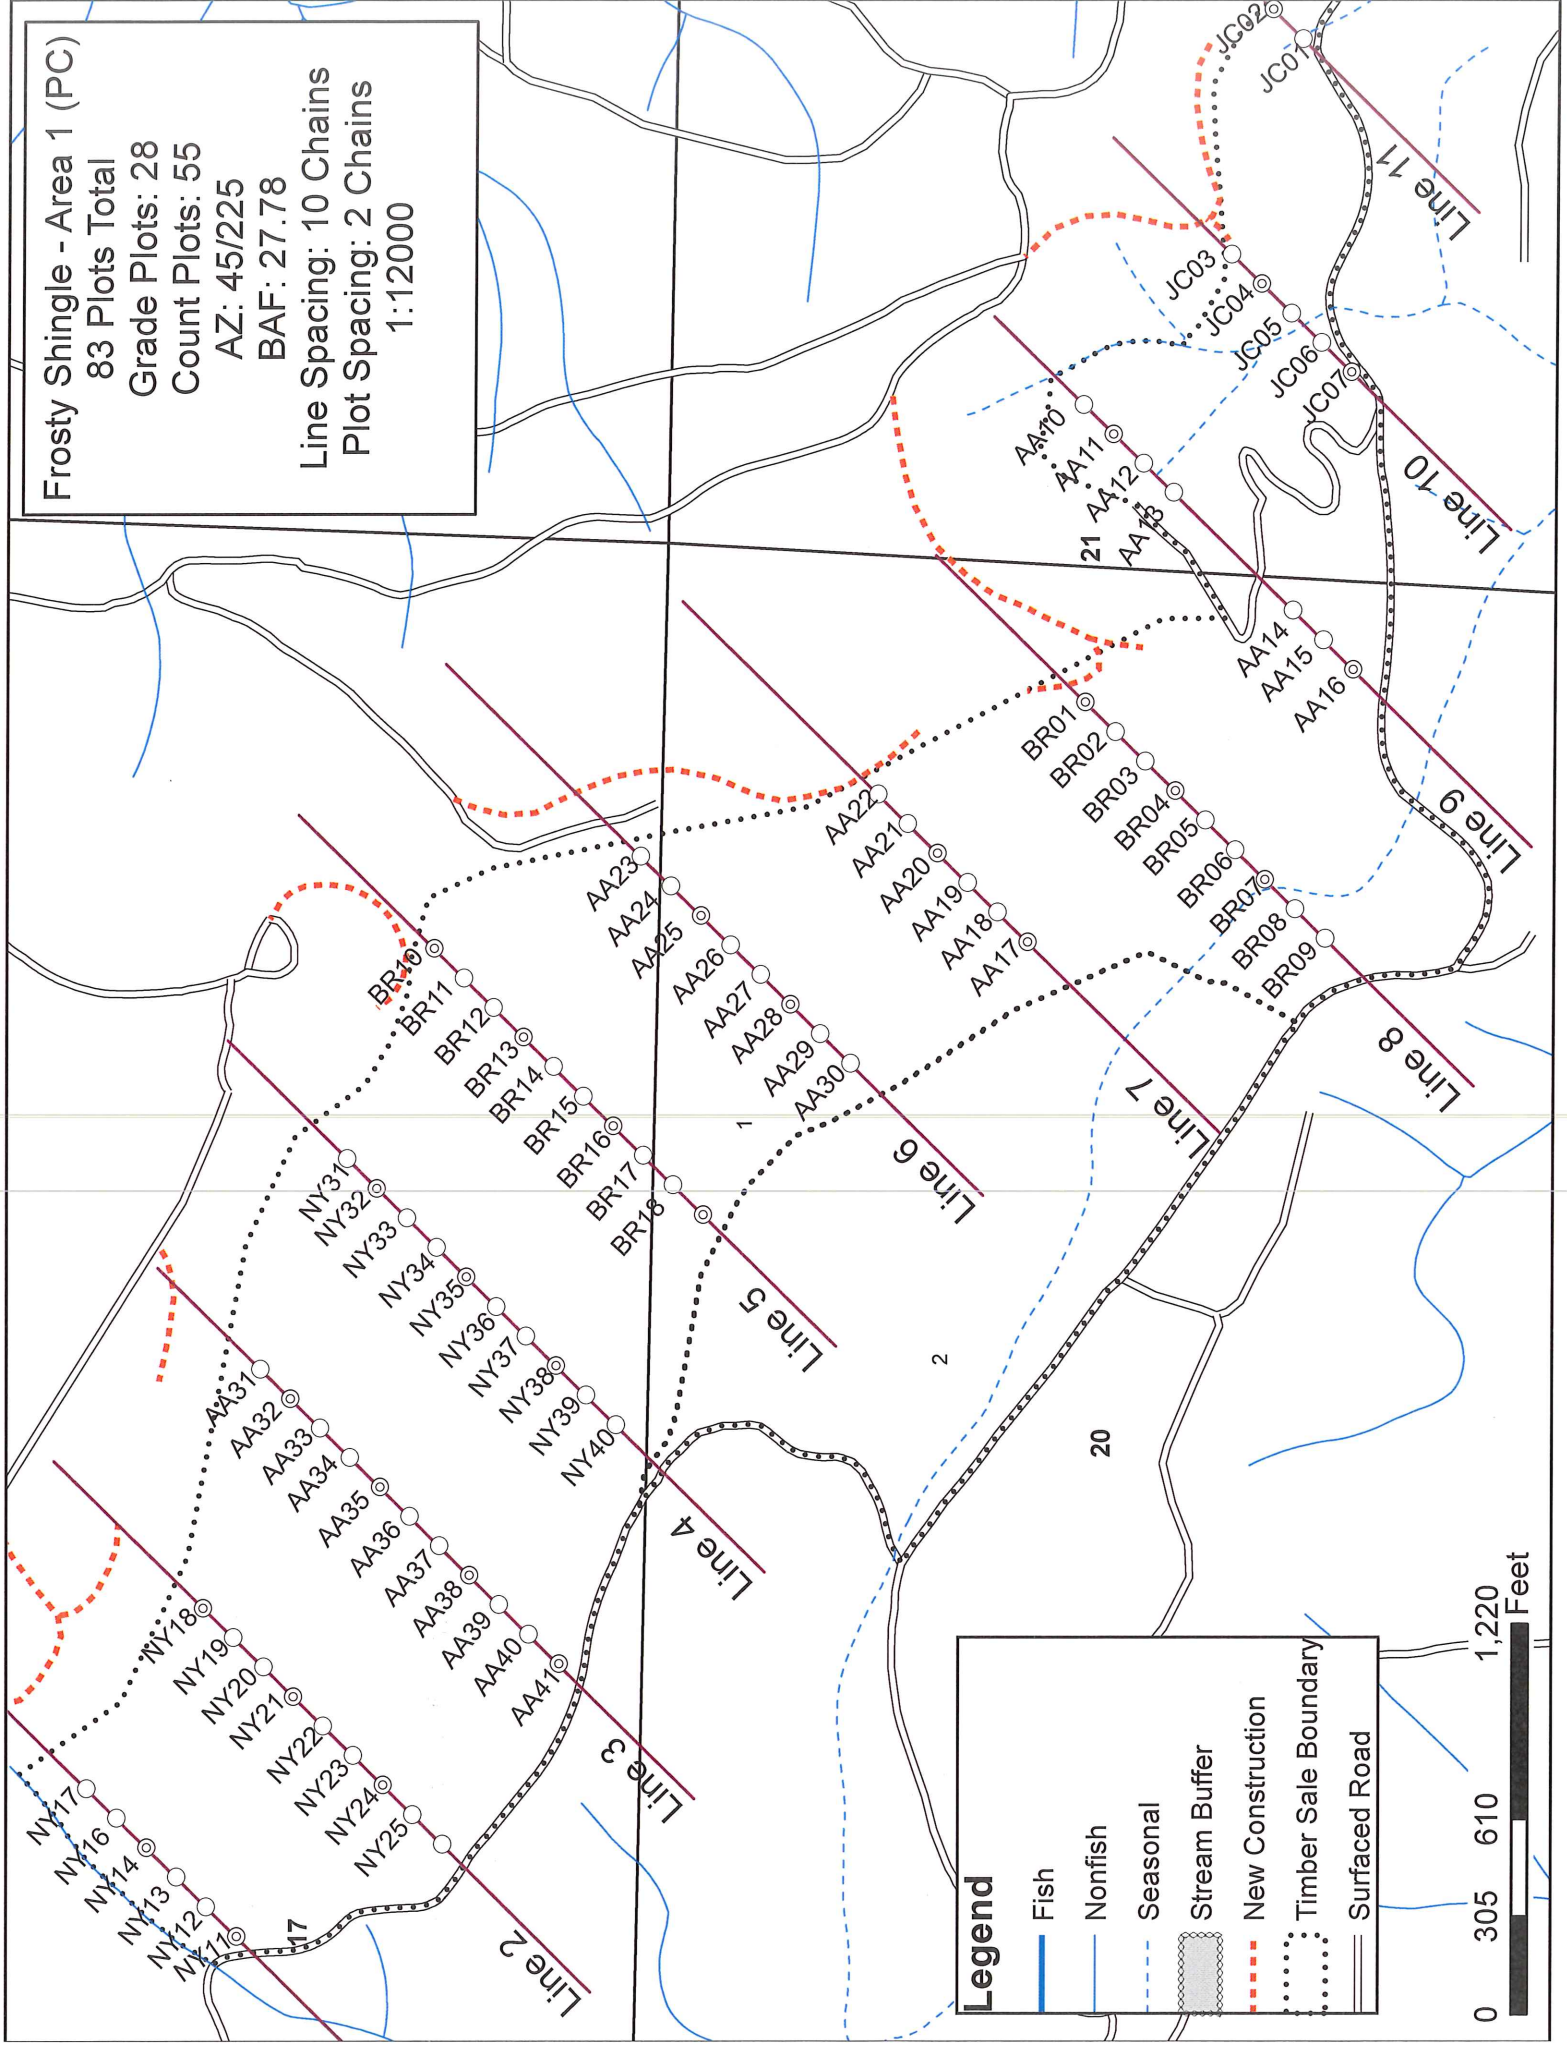 Frosty Shingle - Area 1 (PC)
83 Plots Total
Grade Plots: 28
Count Plots: 55
AZ: 45/225
BAF: 27.78
Line Spacing: 10 Chains
Plot Spacing: 2 Chains
1:12000
NY17
NY16
NY14
NY13
NY12
NY11
17
Line 2
NY18
NY19
NY20
NY21
NY22
NY23
NY24
NY25
Line 3
AA31
AA32
AA33
AA34
AA35
AA36
AA37
AA38
AA39
AA40
AA41
Line 4
NY31
NY32
NY33
NY34
NY35
NY36
NY37
NY38
NY39
NY40
Line 5
BR10
BR11
BR12
BR13
BR14
BR15
BR16
BR17
BR18
Line 6
AA23
AA24
AA25
AA26
AA27
AA28
AA29
AA30
1
2
Line 7
AA22
AA21
AA20
AA19
AA18
AA17
Line 8
BR01
BR02
BR03
BR04
BR05
BR06
BR07
BR08
BR09
Line 9
AA10
AA11
AA12
AA13
21
AA14
AA15
AA16
Line 10
JC03
JC04
JC05
JC06
JC07
Line 11
JC02
JC01
20
Legend
Fish
Nonfish
Seasonal
Stream Buffer
New Construction
Timber Sale Boundary
Surfaced Road
0 305 610 1,220
Feet